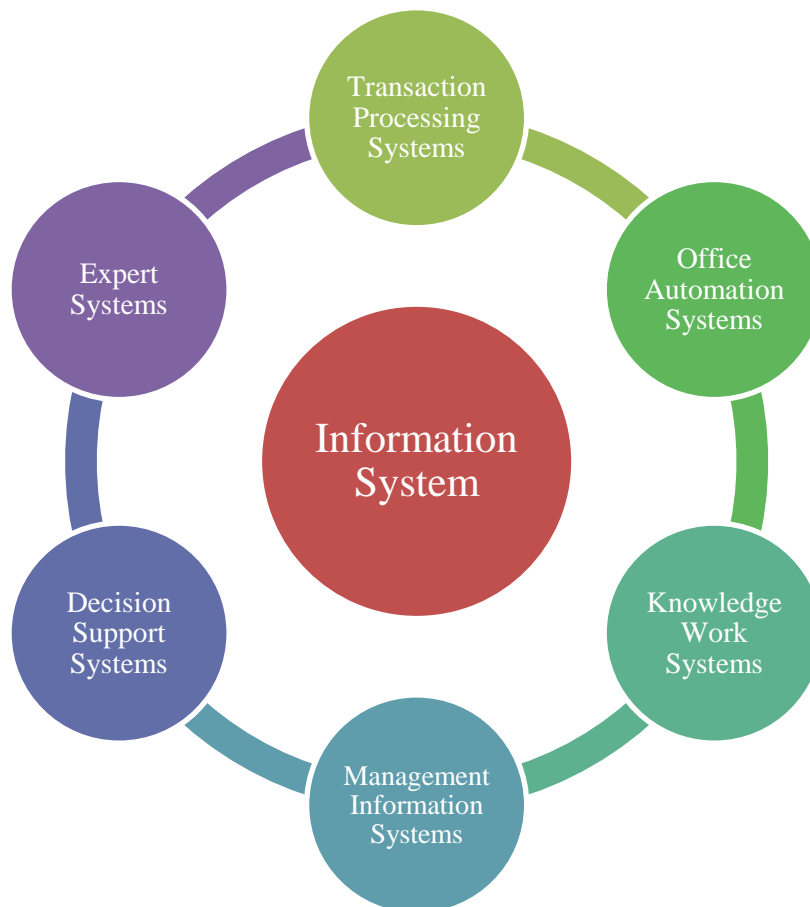 Transaction
Processing
Systems
Office
Automation
Systems
Knowledge
Work
Systems
Management
Information
Systems
Decision
Support
Systems
Expert
Systems
Information
System